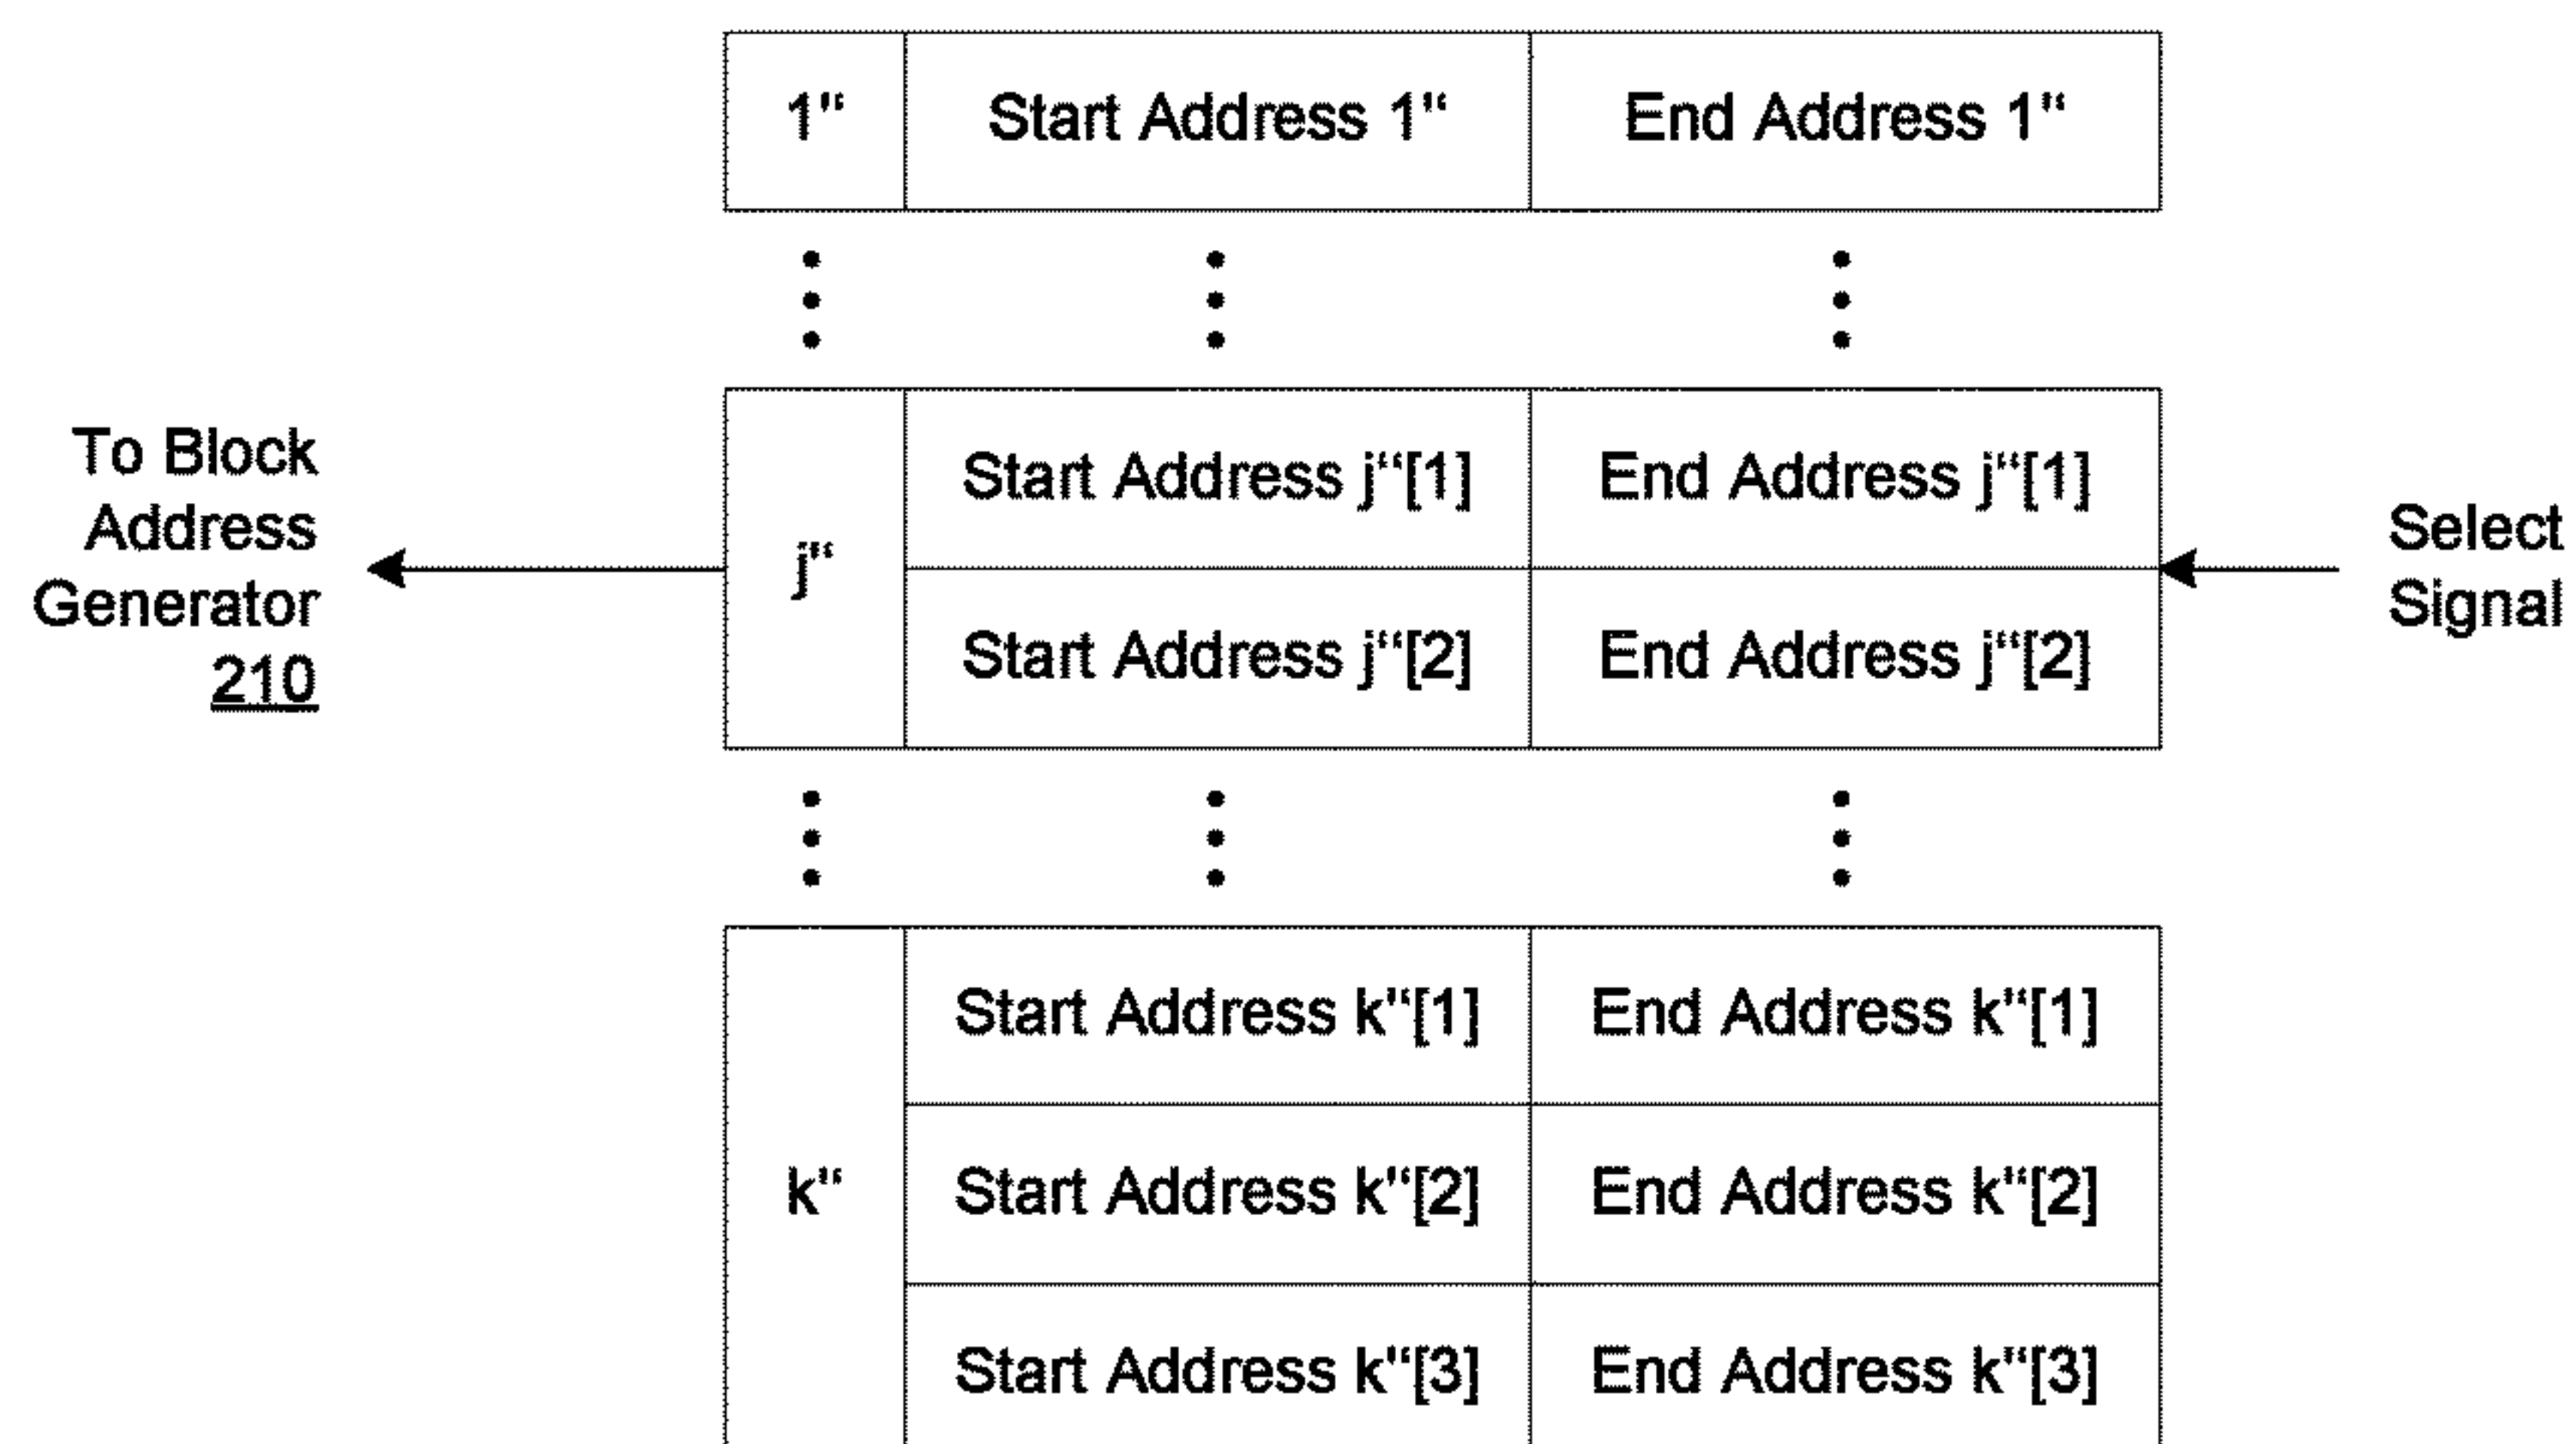 1"
Start Address 1"
End Address 1"
To Block
Address
Generator
210
j"
Start Address j"[1]
End Address j"[1]
Start Address j"[2]
End Address j"[2]
Select
Signal
k"
Start Address k"[1]
End Address k"[1]
Start Address k"[2]
End Address k"[2]
Start Address k"[3]
End Address k"[3]